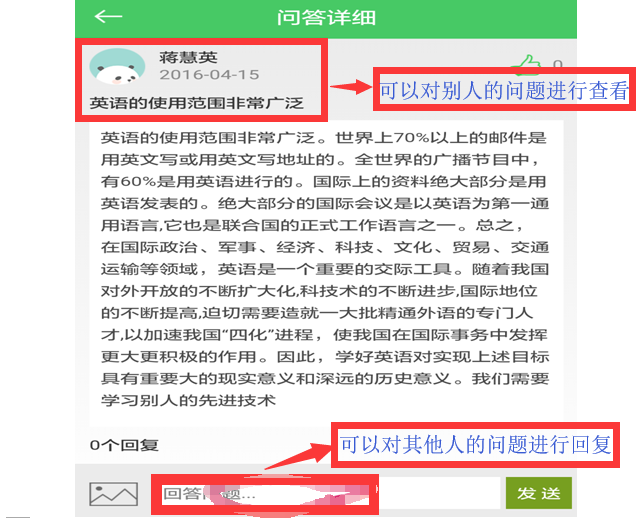 问答详细
蒋慧英
2016-04-15
0
英语的使用范围非常广泛
可以对别人的问题进行查看
英语的使用范围非常广泛。世界上70%以上的邮件是
用英文写或用英文写地址的。全世界的广播节目中，
有60%是用英语进行的。国际上的资料绝大部分是用
英语发表的。绝大部分的国际会议是以英语为第一通
用语言,它也是联合国的正式工作语言之一。总之，
在国际政治、军事、经济、科技、文化、贸易、交通
运输等领域，英语是一个重要的交际工具。随着我国
对外开放的不断扩大化,科技术的不断进步,国际地位
的不断提高,迫切需要造就一大批精通外语的专门人
才,以加速我国“四化”进程，使我国在国际事务中发挥
更大更积极的作用。因此，学好英语对实现上述目标
具有重要大的现实意义和深远的历史意义。我们需要
学习别人的先进技术
0个回复
可以对其他人的问题进行回复
回答问题...
发 送